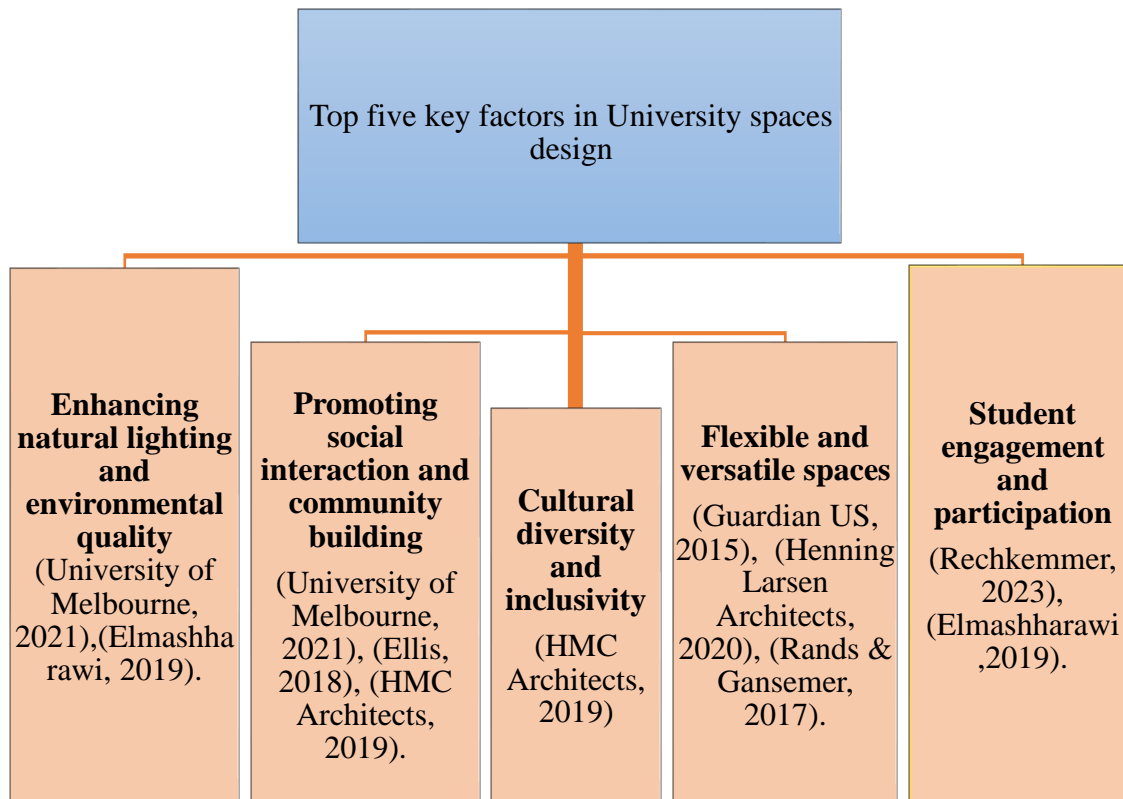 Top five key factors in University spaces
design
Enhancing
natural lighting
and
environmental
quality
(University of
Melbourne,
2021),(Elmashha
rawi, 2019).
Promoting
social
interaction and
community
building
(University of
Melbourne,
2021), (Ellis,
2018), (HMC
Architects,
2019).
Cultural
diversity
and
inclusivity
(HMC
Architects,
2019)
Flexible and
versatile spaces
(Guardian US,
2015),  (Henning
Larsen
Architects,
2020), (Rands &
Gansemer,
2017).
Student
engagement
and
participation
(Rechkemmer,
2023),
(Elmashharawi
,2019).